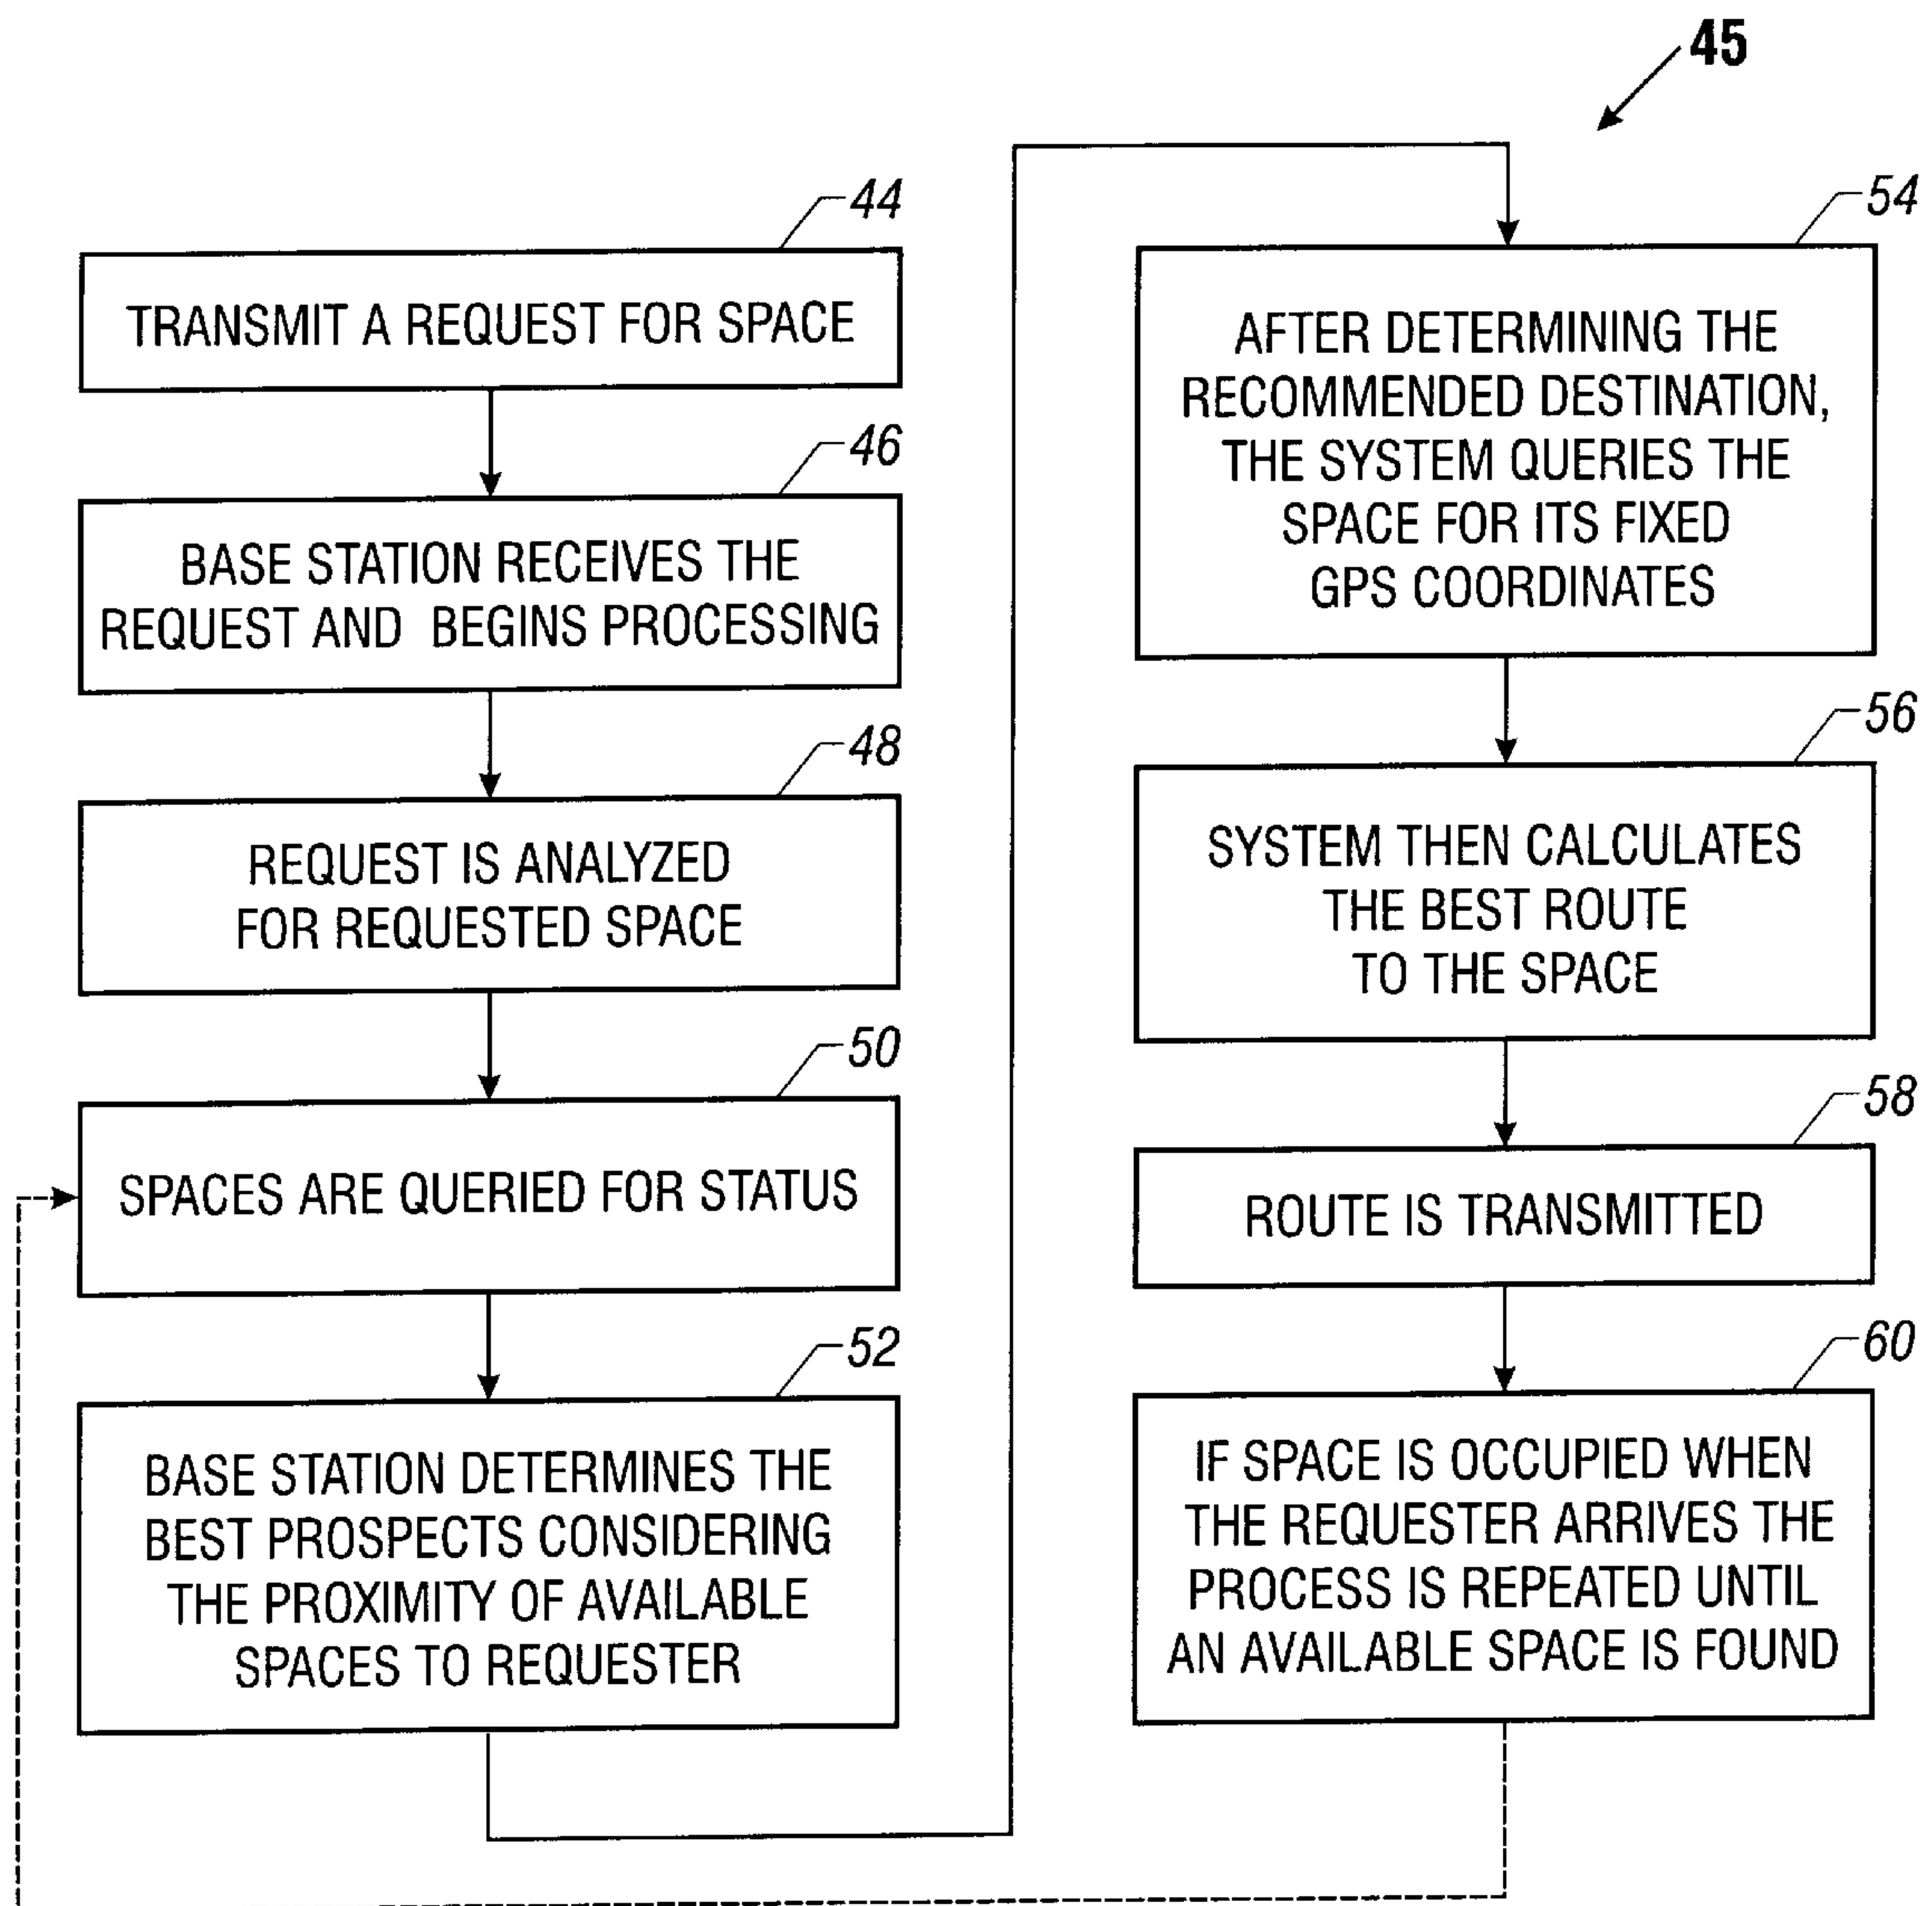 45
44
TRANSMIT A REQUEST FOR SPACE
46
BASE STATION RECEIVES THE
REQUEST AND BEGINS PROCESSING
48
REQUEST IS ANALYZED
FOR REQUESTED SPACE
50
SPACES ARE QUERIED FOR STATUS
52
BASE STATION DETERMINES THE
BEST PROSPECTS CONSIDERING
THE PROXIMITY OF AVAILABLE
SPACES TO REQUESTER
54
AFTER DETERMINING THE
RECOMMENDED DESTINATION,
THE SYSTEM QUERIES THE
SPACE FOR ITS FIXED
GPS COORDINATES
56
SYSTEM THEN CALCULATES
THE BEST ROUTE
TO THE SPACE
58
ROUTE IS TRANSMITTED
60
IF SPACE IS OCCUPIED WHEN
THE REQUESTER ARRIVES THE
PROCESS IS REPEATED UNTIL
AN AVAILABLE SPACE IS FOUND